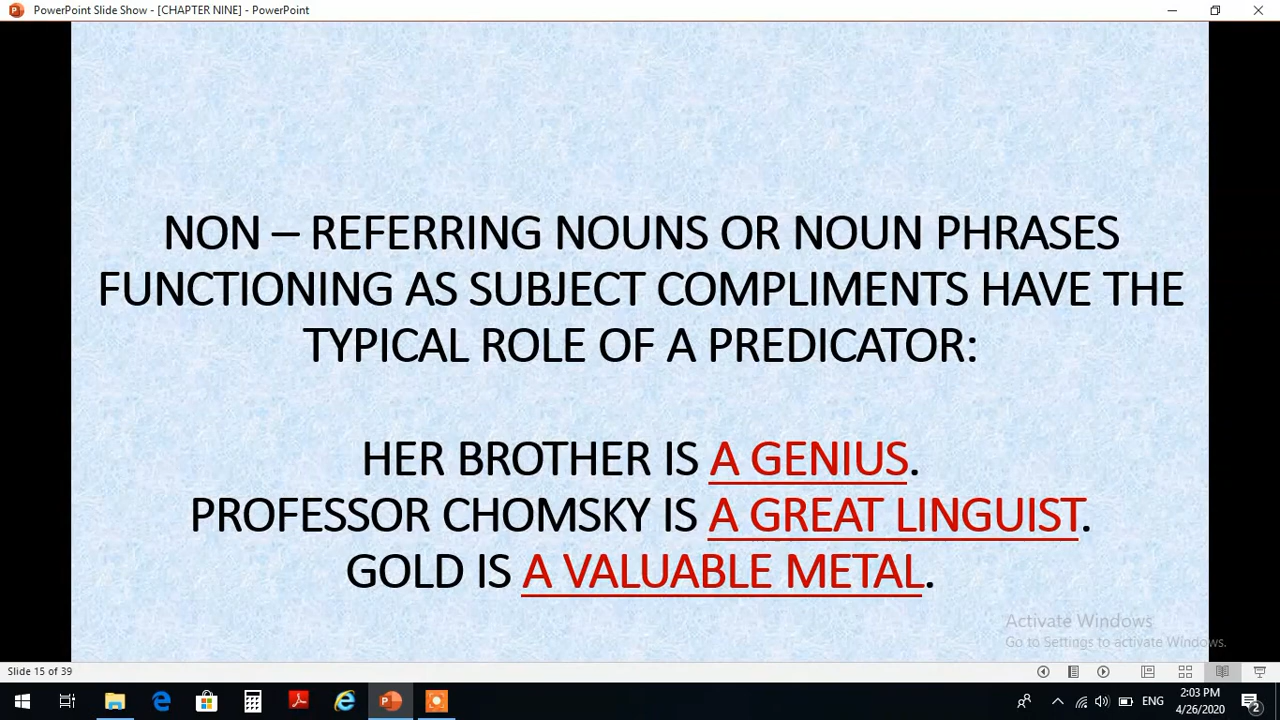 PowerPoint Slide Show - [CHAPTER NINE] - PowerPoint
NON – REFERRING NOUNS OR NOUN PHRASES
FUNCTIONING AS SUBJECT COMPLIMENTS HAVE THE
TYPICAL ROLE OF A PREDICATOR:
HER BROTHER IS A GENIUS.
PROFESSOR CHOMSKY IS A GREAT LINGUIST.
GOLD IS A VALUABLE METAL.
Activate Windows
Go to Settings to activate Windows.
Slide 15 of 39
ENG
2:03 PM
4/26/2020
2